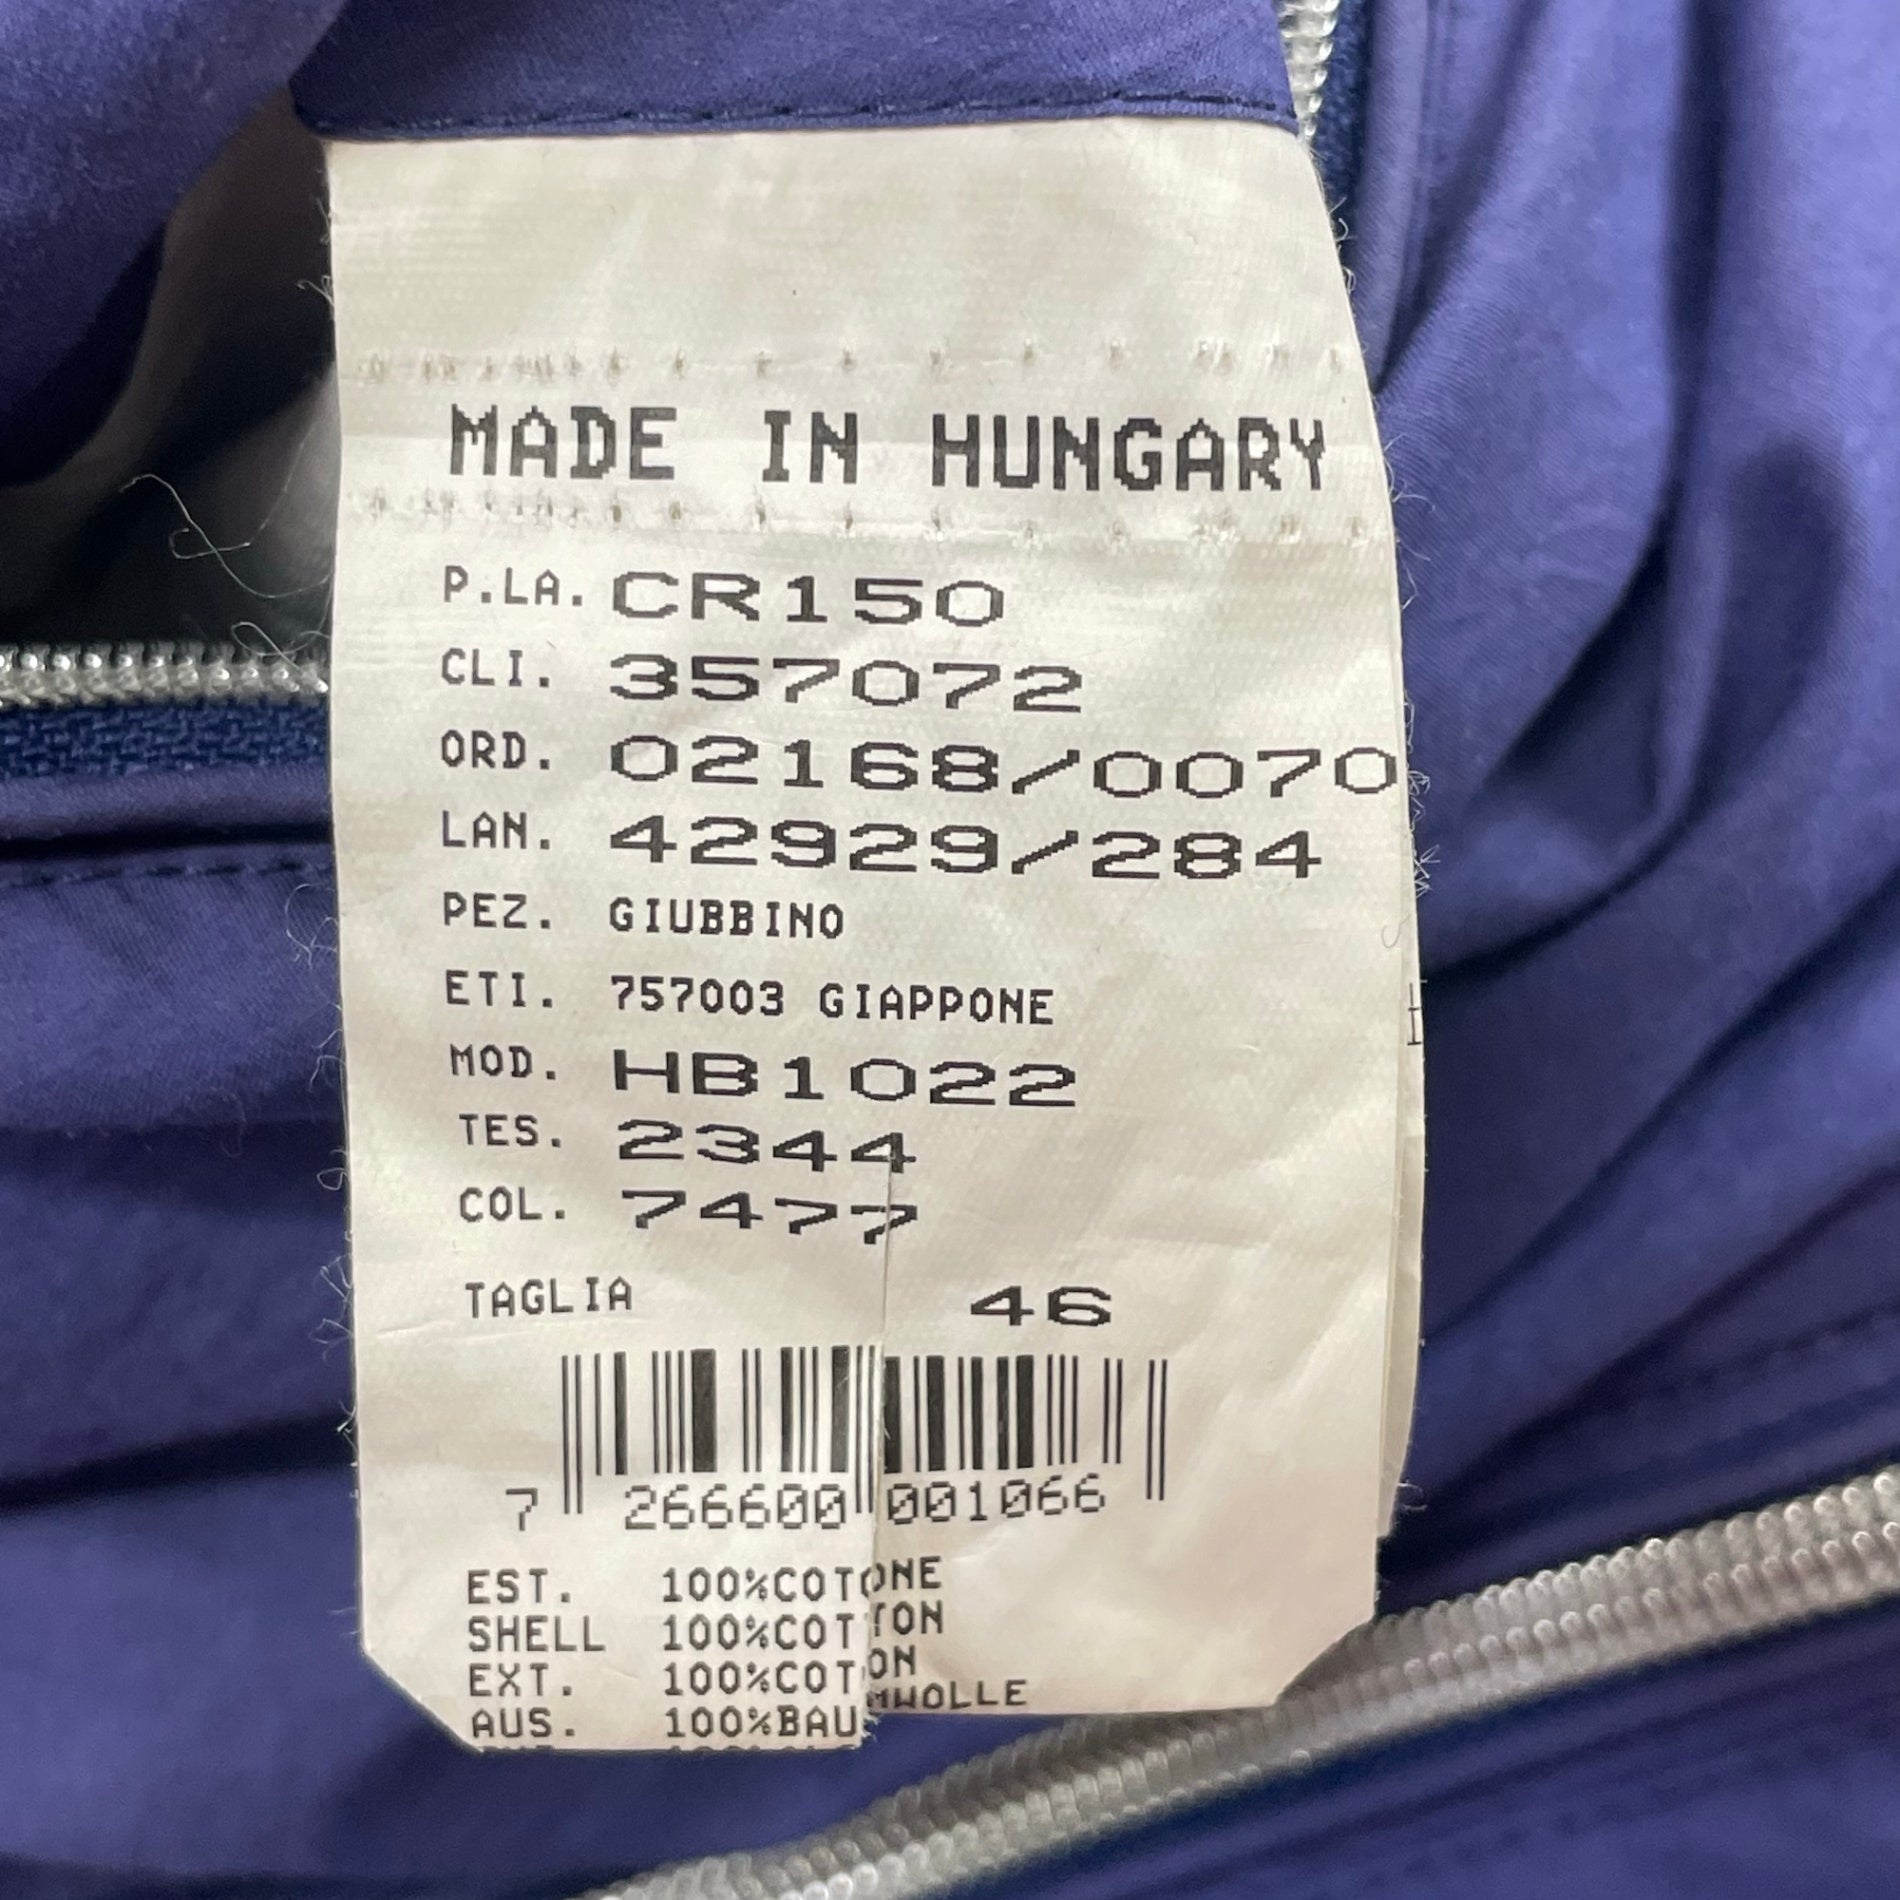 MADE IN HUNGARY
P.LA. CR150
CLI. 357072
ORD. 02168/0070
LAN. 42929/284
PEZ. GIUBBINO
ETI. 757003 GIAPPONE
MOD. HB1022
TES. 2344
COL. 7477
TAGLIA 46
7 266600 001066
EST. 100%COTONE
SHELL 100%COTTON
EXT. 100%COTON
AUS. 100%BAUMWOLLE